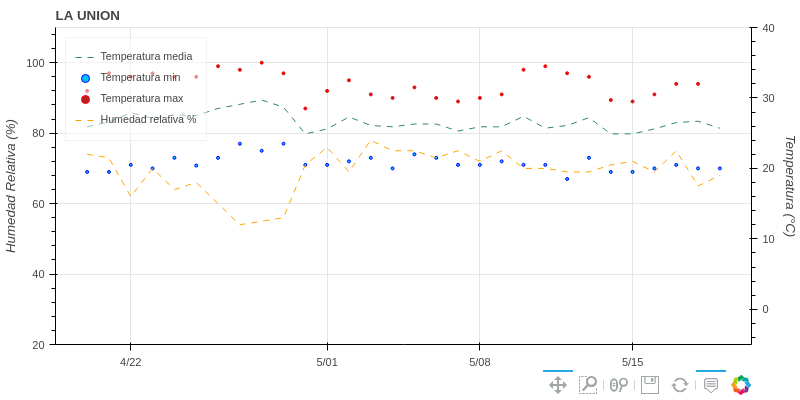 LA UNION
Temperatura media
Temperatura min
Temperatura max
Humedad relativa %
Humedad Relativa (%)
100
80
60
40
20
40
30
20
10
0
Temperatura (°C)
4/22
5/01
5/08
5/15